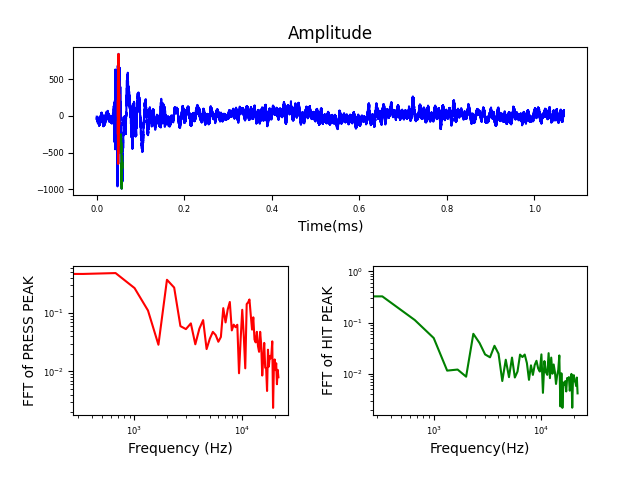 Amplitude
500
0
−500
−1000
0.0 0.2 0.4 0.6 0.8 1.0
Time(ms)
FFT of PRESS PEAK
10⁻¹
10⁻²
10³ 10⁴
Frequency (Hz)
FFT of HIT PEAK
10⁰
10⁻¹
10⁻²
10³ 10⁴
Frequency(Hz)